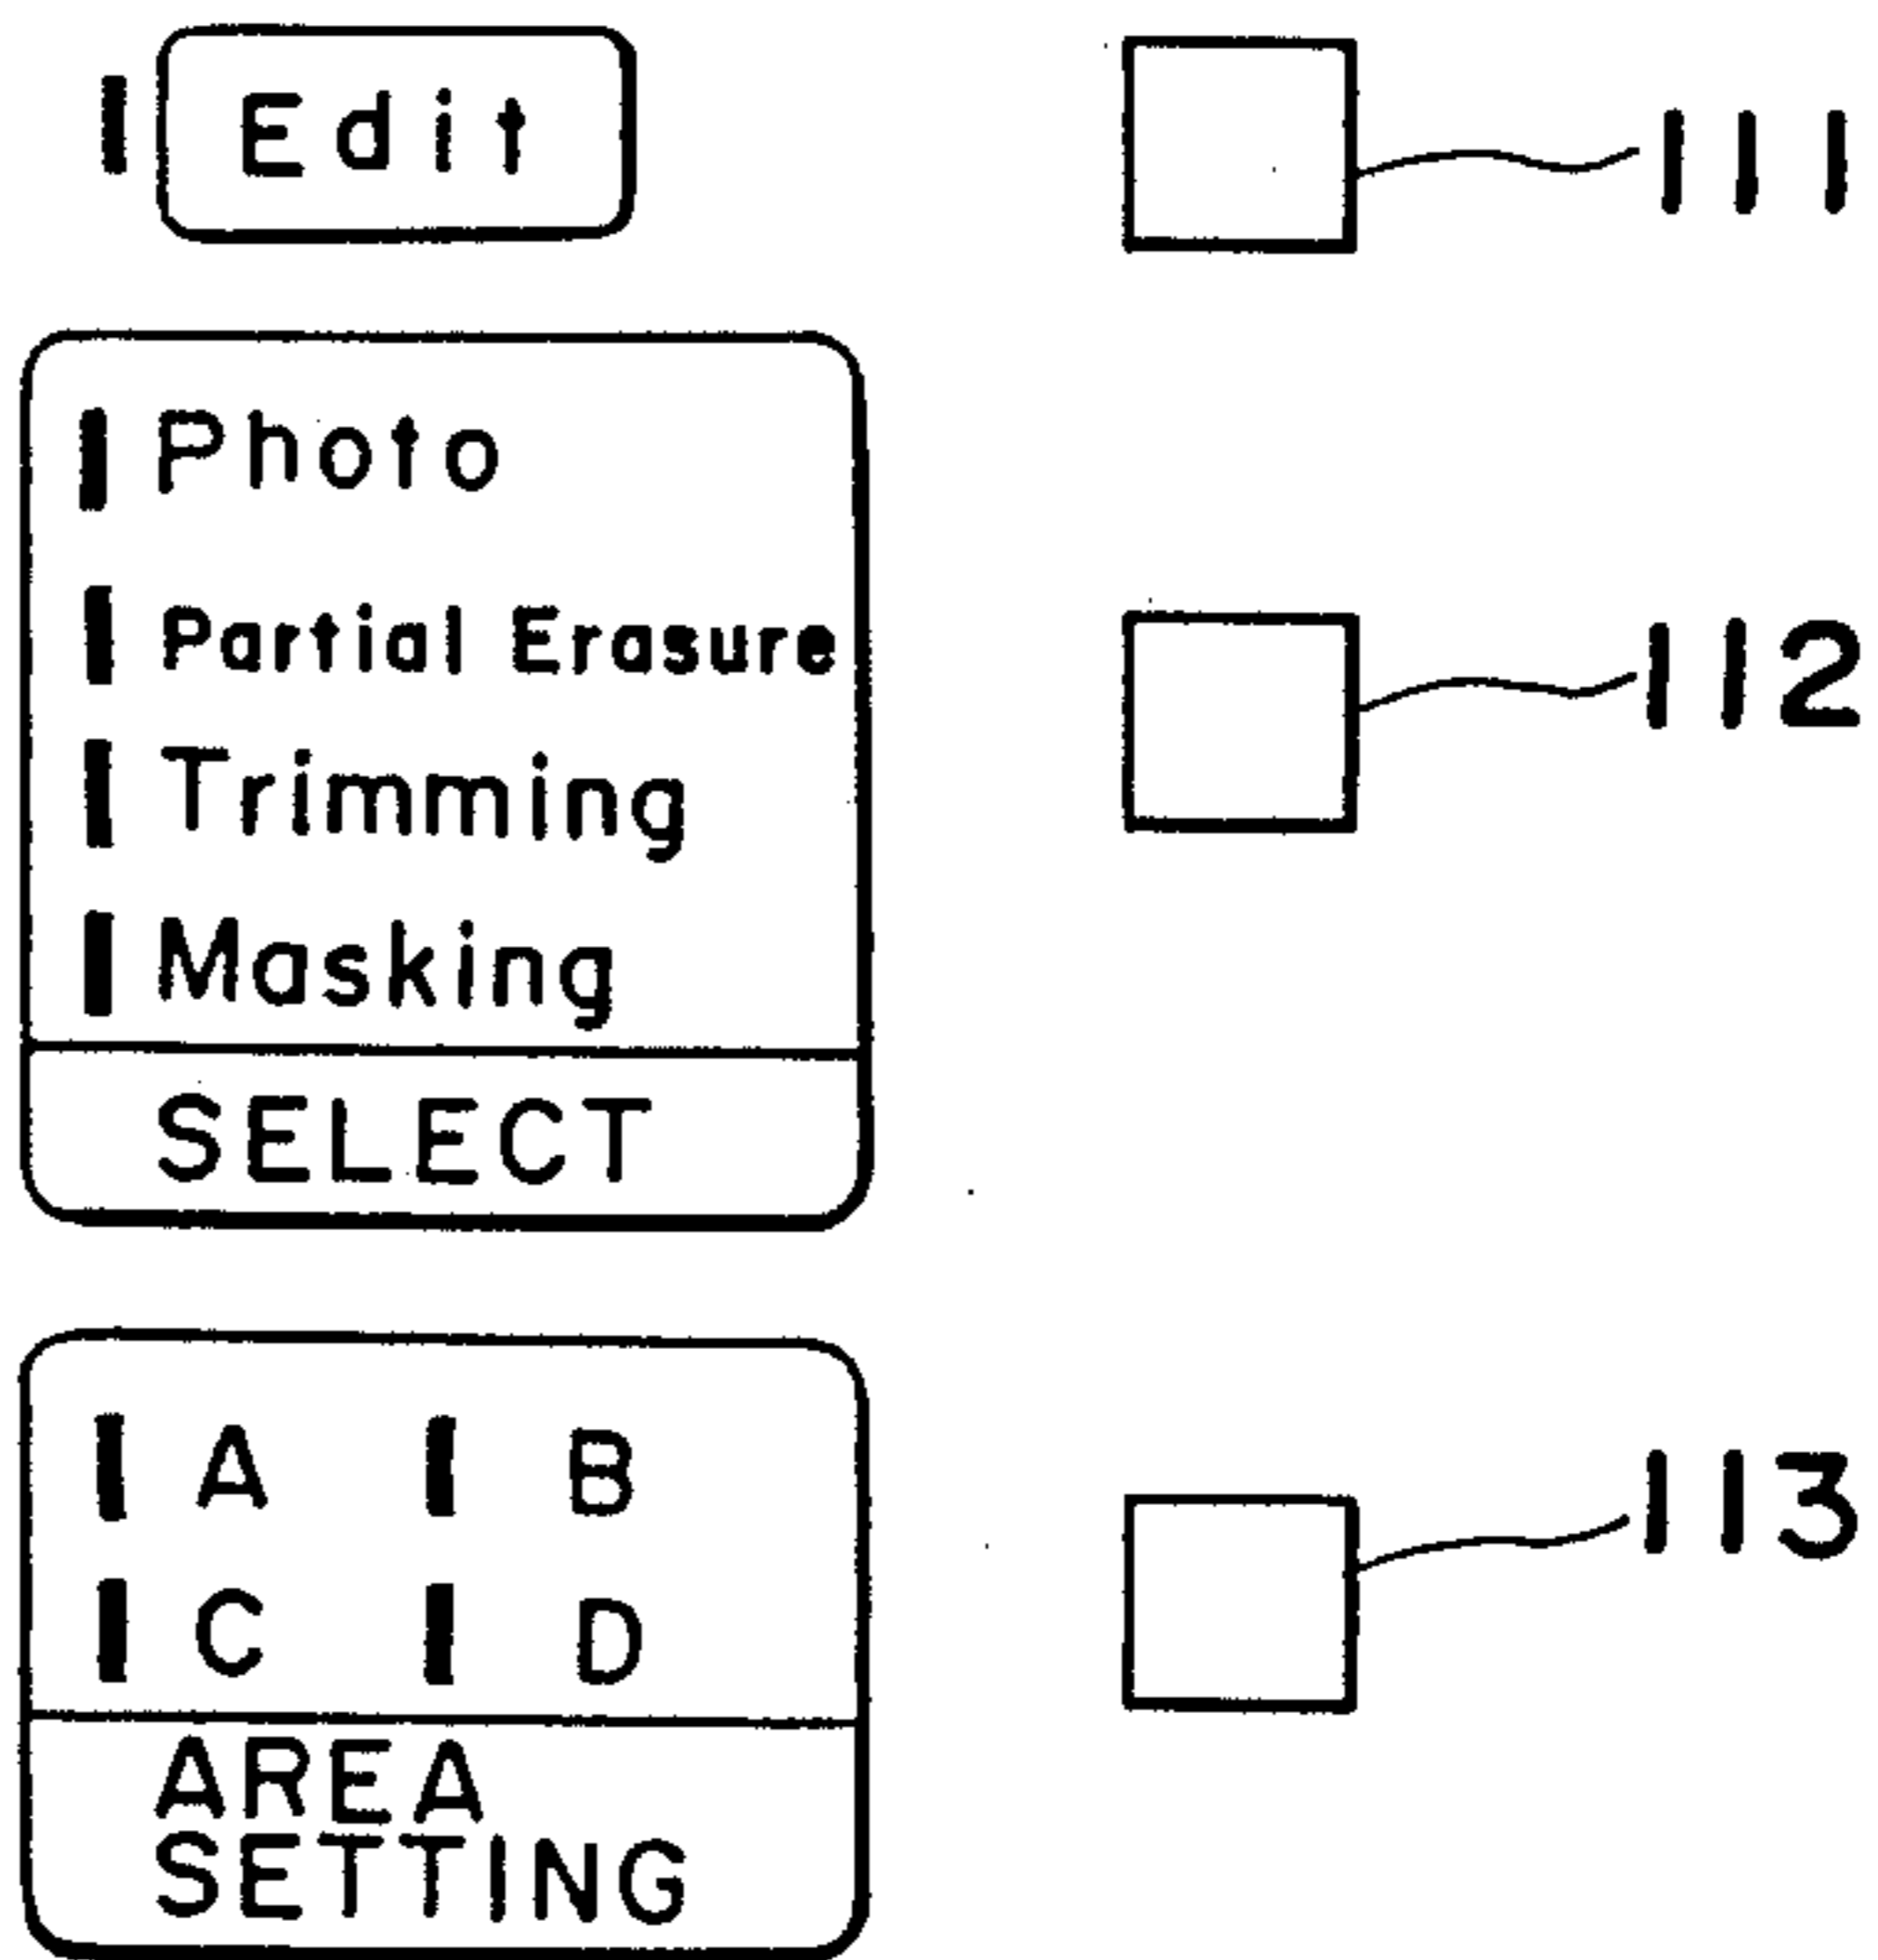 Edit
111
Photo
Partial Erasure
112
Trimming
Masking
SELECT
A B
113
C D
AREA
SETTING